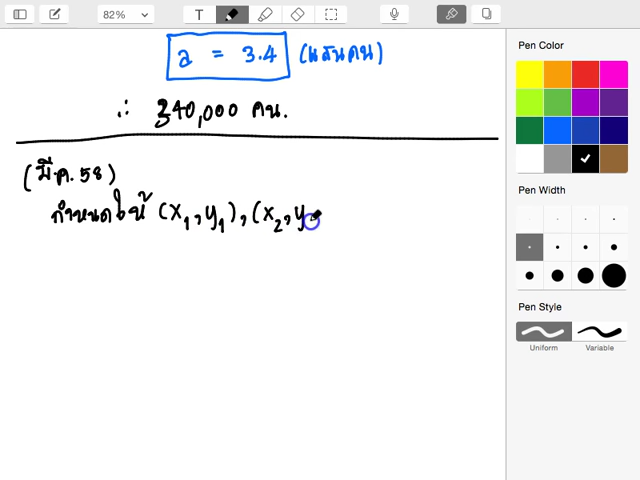 82%
T
a = 3.4 (แสนคน)
∴ 340,000 คน.
(มี.ค. 58)
กำหนดให้ (x₁, y₁), (x₂, y
Pen Color
Pen Width
Pen Style
Uniform Variable